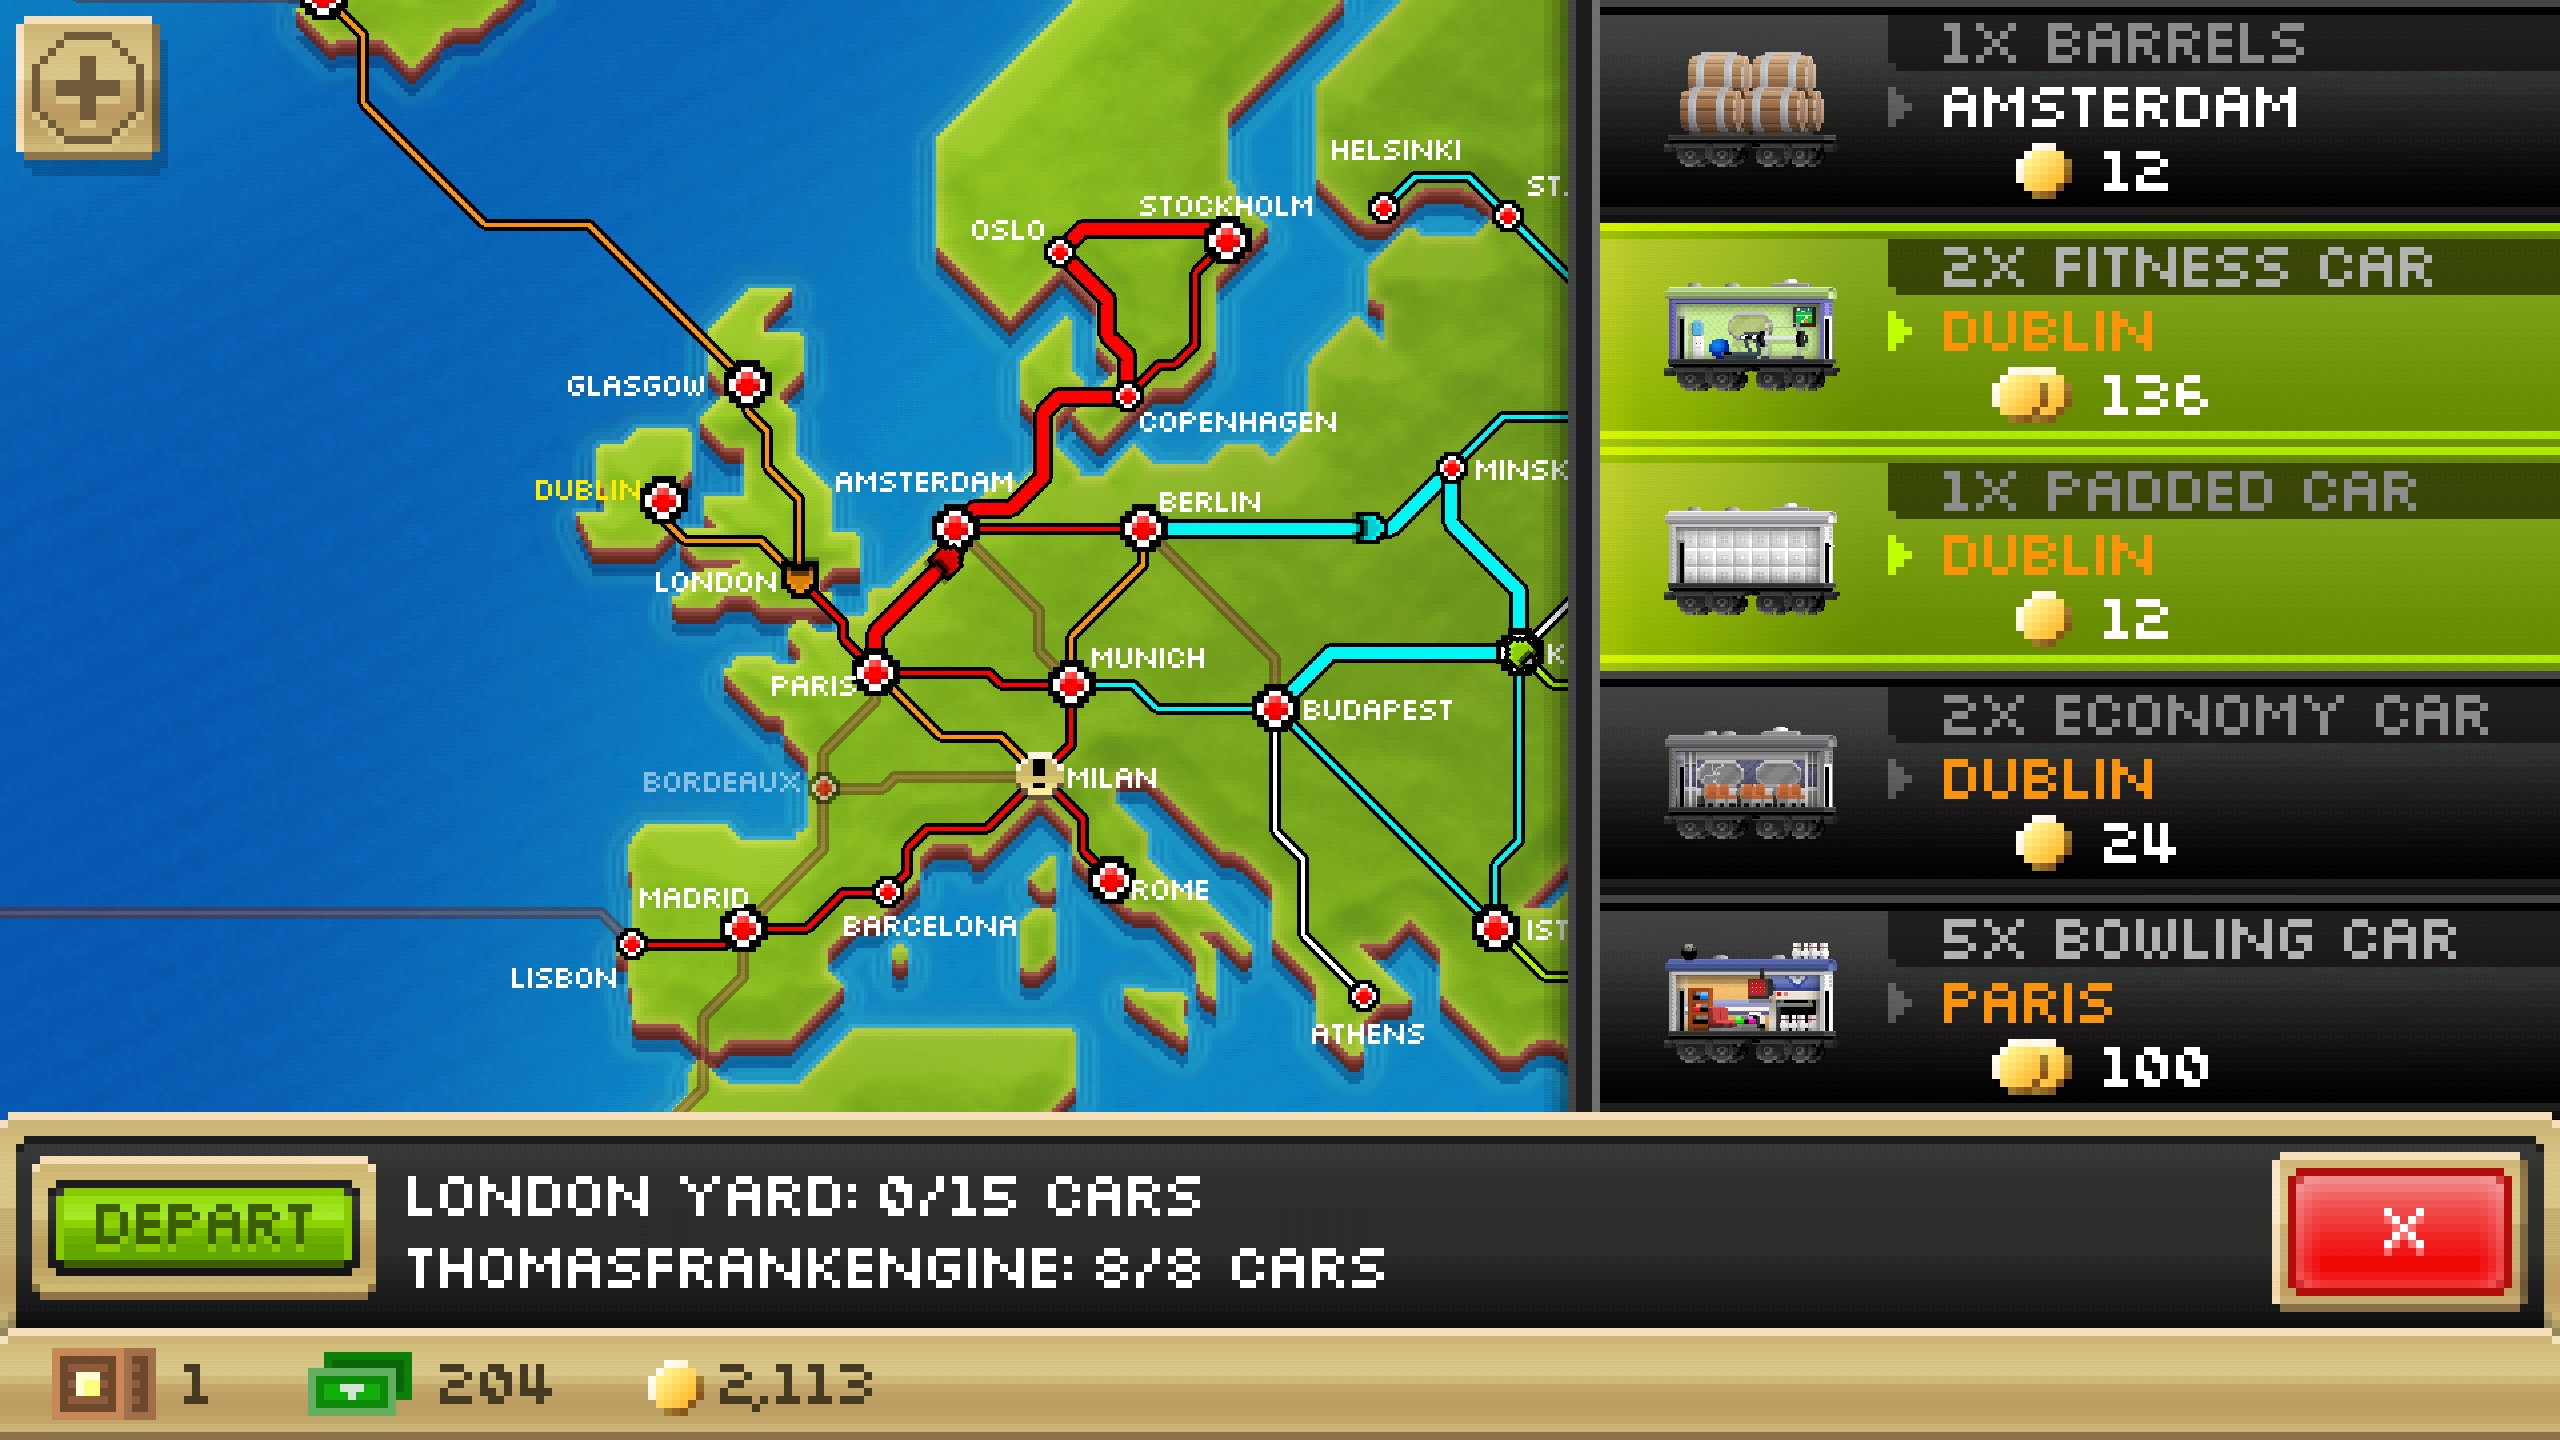 HELSINKI
ST.
STOCKHOLM
OSLO
GLASGOW
COPENHAGEN
DUBLIN
AMSTERDAM
BERLIN
MINSK
LONDON
MUNICH
K
PARIS
BUDAPEST
BORDEAUX
MILAN
MADRID
ROME
BARCELONA
IST
LISBON
ATHENS
1X BARRELS
AMSTERDAM
12
2X FITNESS CAR
DUBLIN
136
1X PADDED CAR
DUBLIN
12
2X ECONOMY CAR
DUBLIN
24
5X BOWLING CAR
PARIS
100
DEPART
LONDON YARD: 0/15 CARS
THOMASFRANKENGINE: 8/8 CARS
X
1 204 2,113